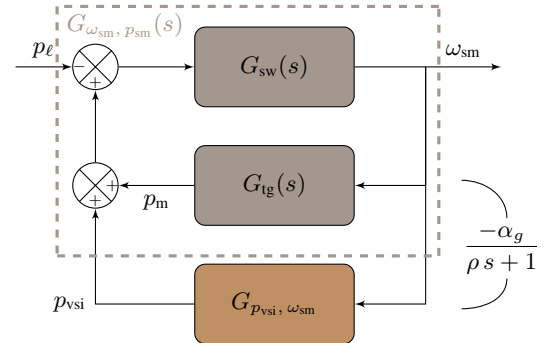 G_{ω_sm, p_sm}(s)
p_ℓ
−
+
G_sw(s)
ω_sm
+
+
p_m
G_tg(s)
−α_g
ρ s + 1
p_vsi
G_{p_vsi, ω_sm}